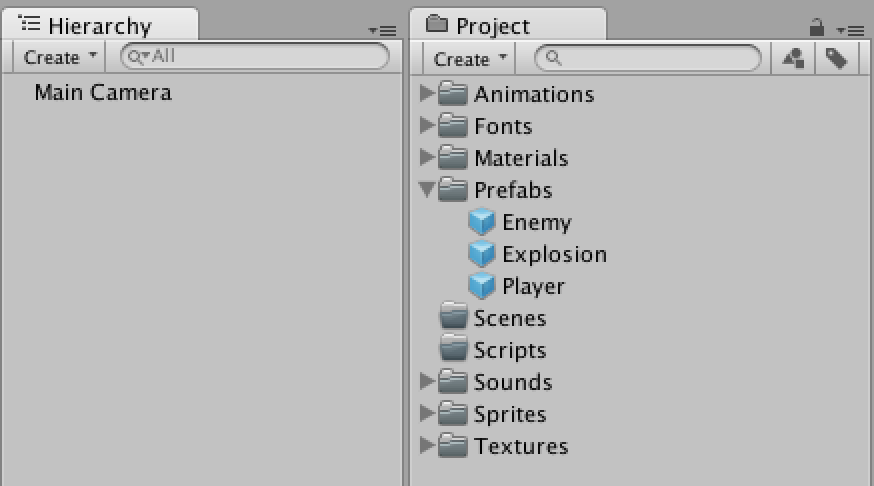 Hierarchy
Create
All
Main Camera
Project
Create
Animations
Fonts
Materials
Prefabs
Enemy
Explosion
Player
Scenes
Scripts
Sounds
Sprites
Textures